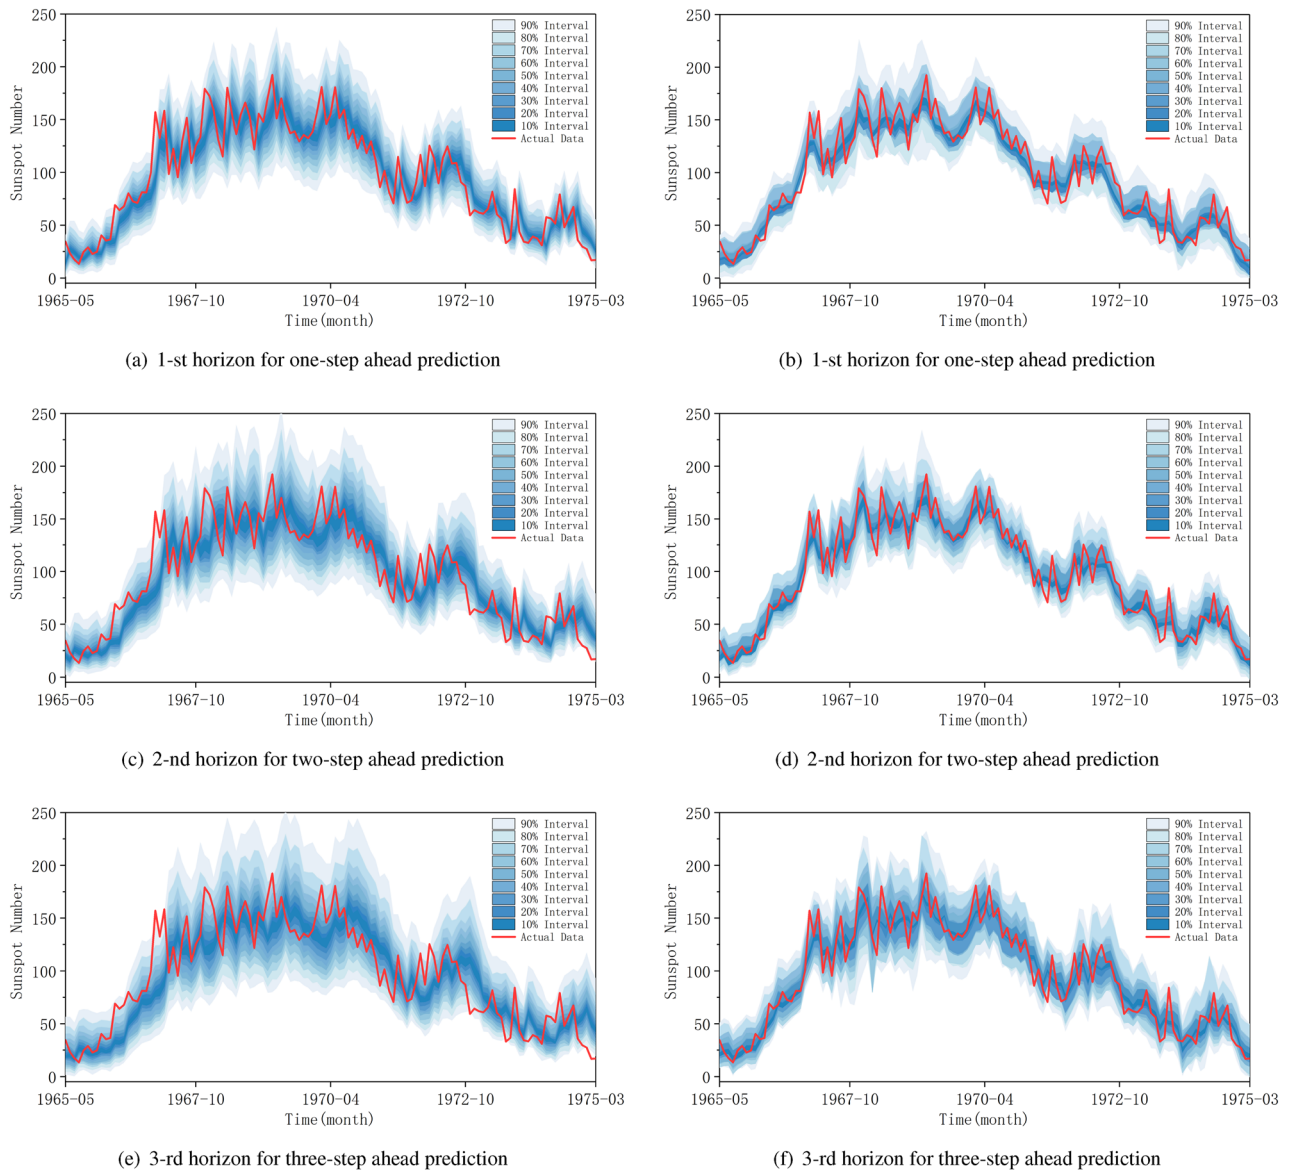 250
200
150
100
50
0
Sunspot Number
90% Interval
80% Interval
70% Interval
60% Interval
50% Interval
40% Interval
30% Interval
20% Interval
10% Interval
Actual Data
1965-05 1967-10 1970-04 1972-10 1975-03
Time(month)
(a) 1-st horizon for one-step ahead prediction
250
200
150
100
50
0
Sunspot Number
90% Interval
80% Interval
70% Interval
60% Interval
50% Interval
40% Interval
30% Interval
20% Interval
10% Interval
Actual Data
1965-05 1967-10 1970-04 1972-10 1975-03
Time(month)
(b) 1-st horizon for one-step ahead prediction
250
200
150
100
50
0
Sunspot Number
90% Interval
80% Interval
70% Interval
60% Interval
50% Interval
40% Interval
30% Interval
20% Interval
10% Interval
Actual Data
1965-05 1967-10 1970-04 1972-10 1975-03
Time(month)
(c) 2-nd horizon for two-step ahead prediction
250
200
150
100
50
0
Sunspot Number
90% Interval
80% Interval
70% Interval
60% Interval
50% Interval
40% Interval
30% Interval
20% Interval
10% Interval
Actual Data
1965-05 1967-10 1970-04 1972-10 1975-03
Time(month)
(d) 2-nd horizon for two-step ahead prediction
250
200
150
100
50
0
Sunspot Number
90% Interval
80% Interval
70% Interval
60% Interval
50% Interval
40% Interval
30% Interval
20% Interval
10% Interval
Actual Data
1965-05 1967-10 1970-04 1972-10 1975-03
Time(month)
(e) 3-rd horizon for three-step ahead prediction
250
200
150
100
50
0
Sunspot Number
90% Interval
80% Interval
70% Interval
60% Interval
50% Interval
40% Interval
30% Interval
20% Interval
10% Interval
Actual Data
1965-05 1967-10 1970-04 1972-10 1975-03
Time(month)
(f) 3-rd horizon for three-step ahead prediction